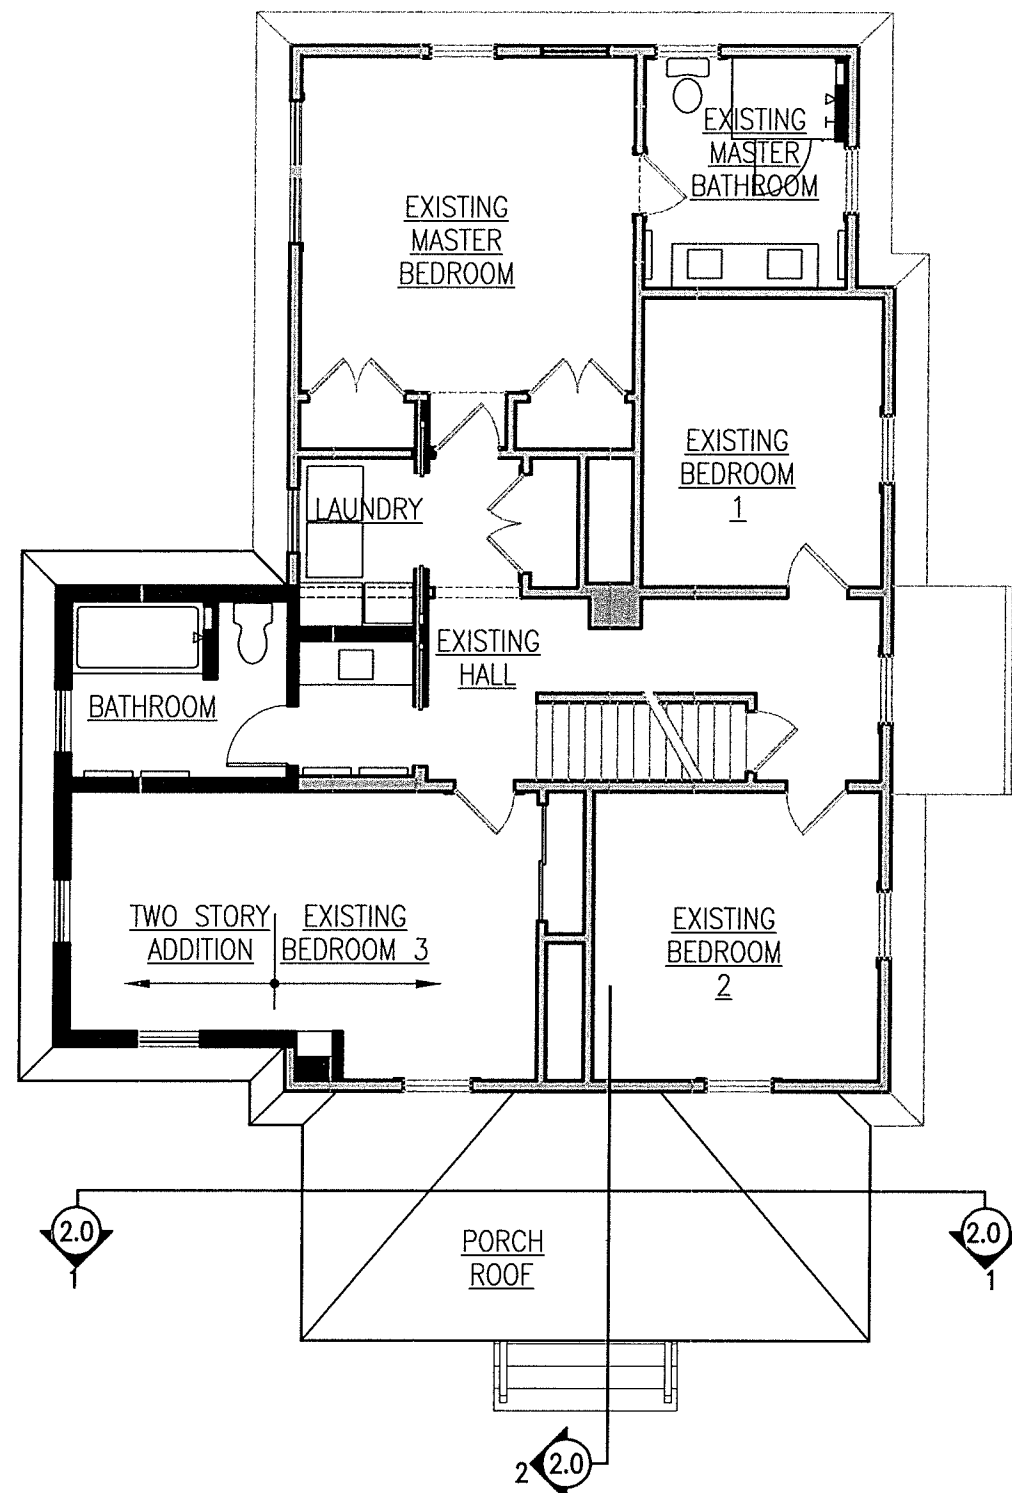 EXISTING
MASTER
BATHROOM
EXISTING
MASTER
BEDROOM
EXISTING
BEDROOM
1
LAUNDRY
EXISTING
HALL
BATHROOM
TWO STORY
ADDITION
EXISTING
BEDROOM 3
EXISTING
BEDROOM
2
2.0
1
PORCH
ROOF
2.0
1
2
2.0